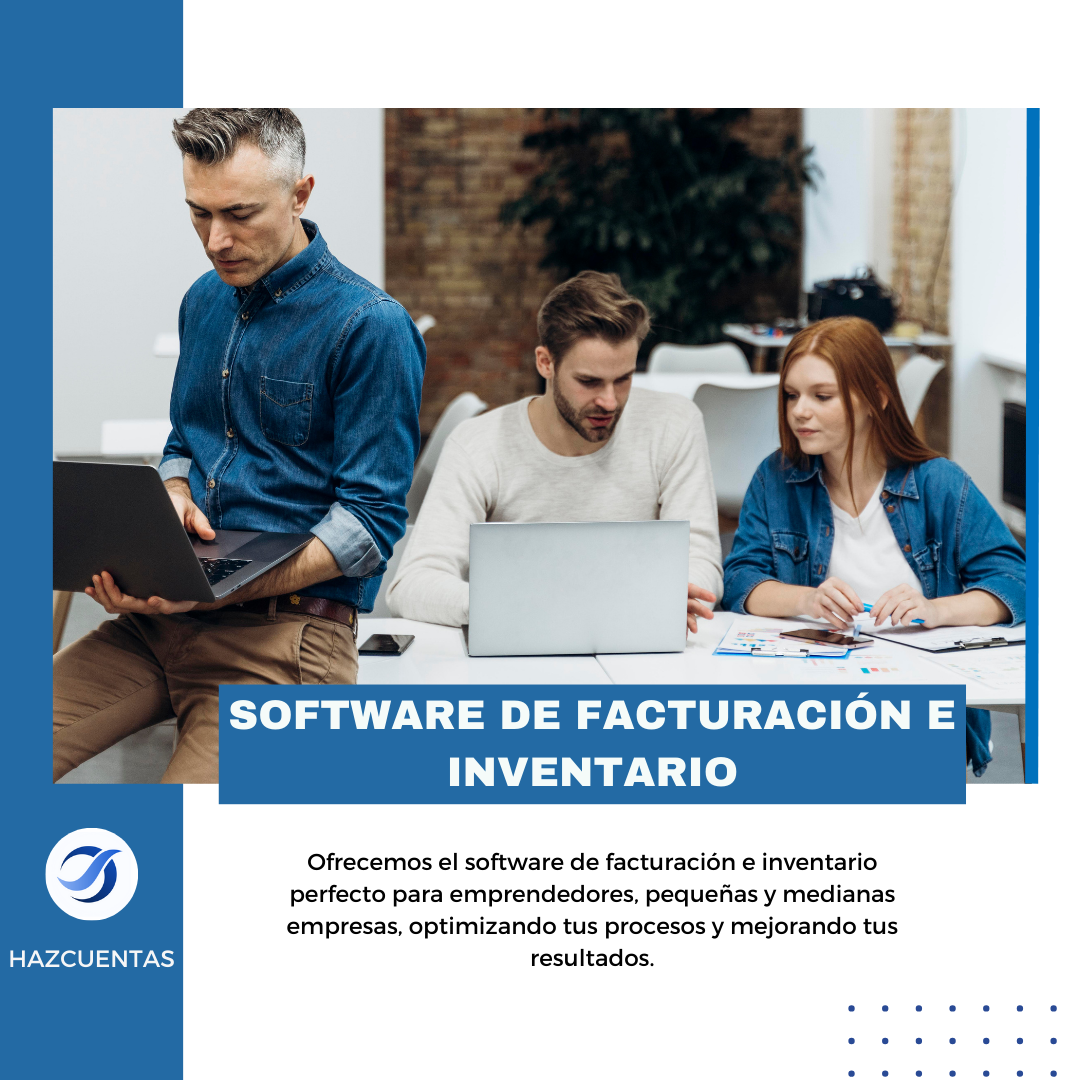 SOFTWARE DE FACTURACIÓN E
INVENTARIO
Ofrecemos el software de facturación e inventario
perfecto para emprendedores, pequeñas y medianas
empresas, optimizando tus procesos y mejorando tus
resultados.
HAZCUENTAS